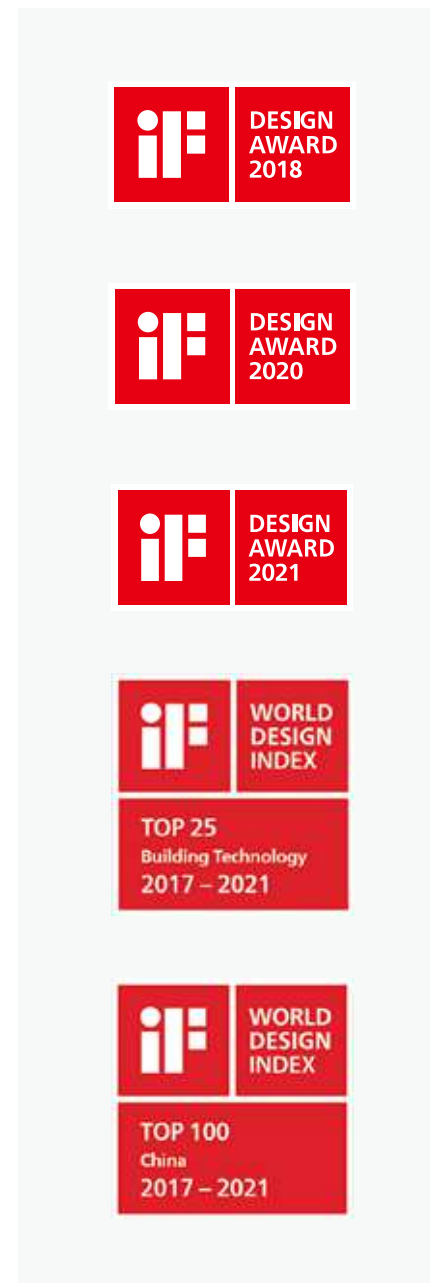 iF DESIGN
AWARD
2018
iF DESIGN
AWARD
2020
iF DESIGN
AWARD
2021
iF WORLD
DESIGN
INDEX
TOP 25
Building Technology
2017 – 2021
iF WORLD
DESIGN
INDEX
TOP 100
China
2017 – 2021